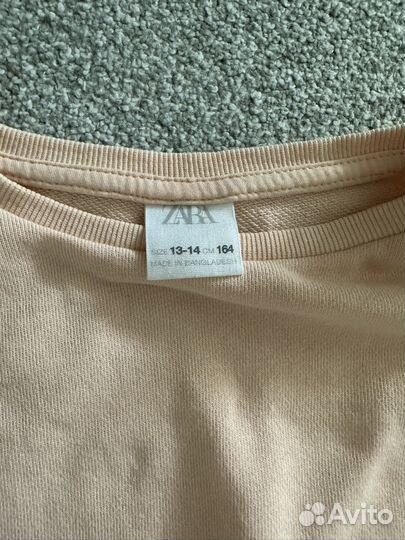 ZARA
SIZE 13-14 CM 164
MADE IN BANGLADESH
Avito